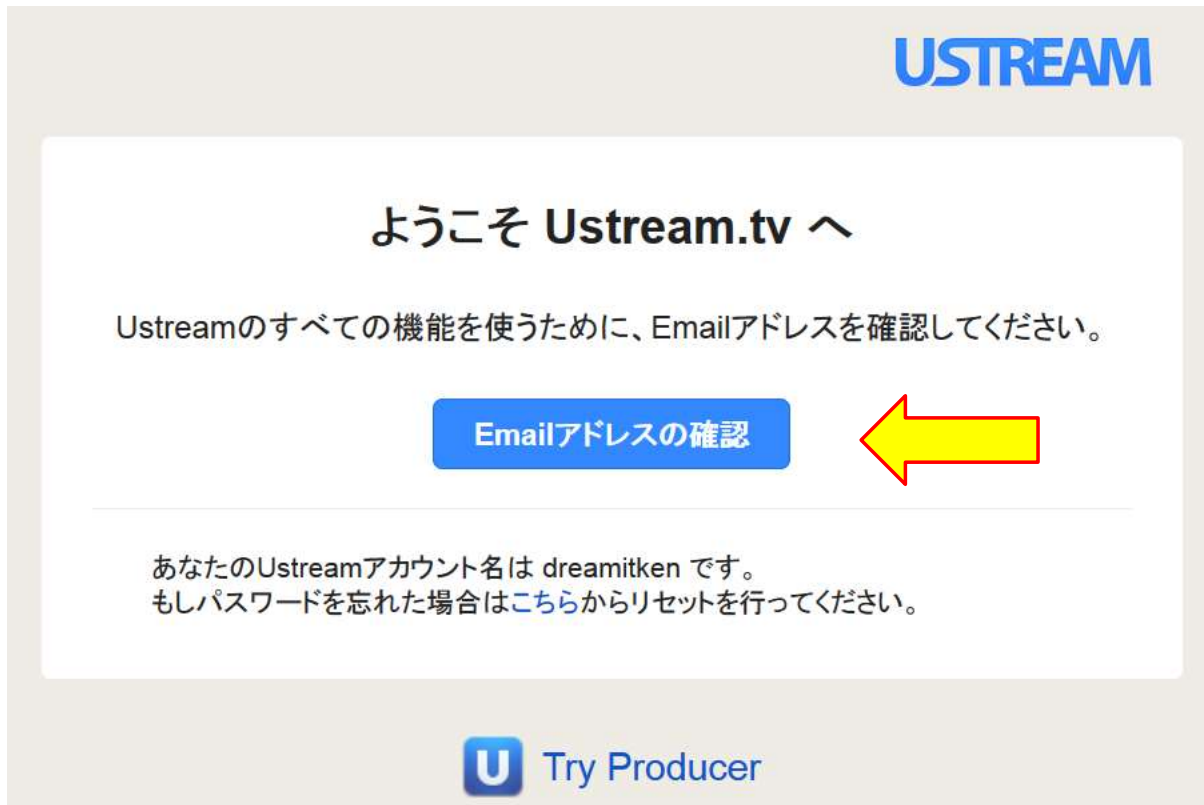 USTREAM
ようこそ Ustream.tv へ
Ustreamのすべての機能を使うために、Emailアドレスを確認してください。
Emailアドレスの確認
あなたのUstreamアカウント名は dreamitken です。
もしパスワードを忘れた場合はこちらからリセットを行ってください。
U Try Producer